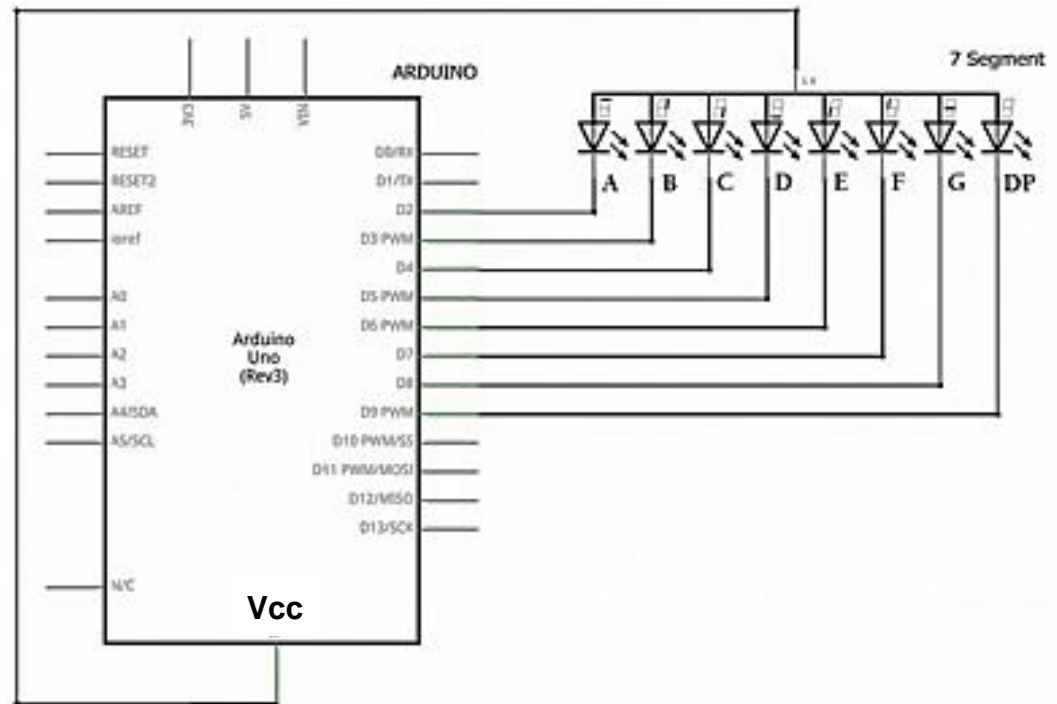 ARDUINO
7 Segment
3V3
5V
VIN
RESET
RESET2
AREF
ioref
A0
A1
A2
A3
A4/SDA
A5/SCL
N/C
D0/RX
D1/TX
D2
D3 PWM
D4
D5 PWM
D6 PWM
D7
D8
D9 PWM
D10 PWM/SS
D11 PWM/MOSI
D12/MISO
D13/SCK
Arduino
Uno
(Rev3)
Vcc
A B C D E F G DP